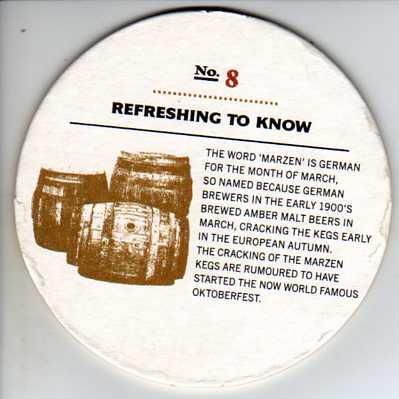 No. 8
REFRESHING TO KNOW
THE WORD 'MARZEN' IS GERMAN
FOR THE MONTH OF MARCH,
SO NAMED BECAUSE GERMAN
BREWERS IN THE EARLY 1900'S
BREWED AMBER MALT BEERS IN
MARCH, CRACKING THE KEGS EARLY
IN THE EUROPEAN AUTUMN.
THE CRACKING OF THE MARZEN
KEGS ARE RUMOURED TO HAVE
STARTED THE NOW WORLD FAMOUS
OKTOBERFEST.